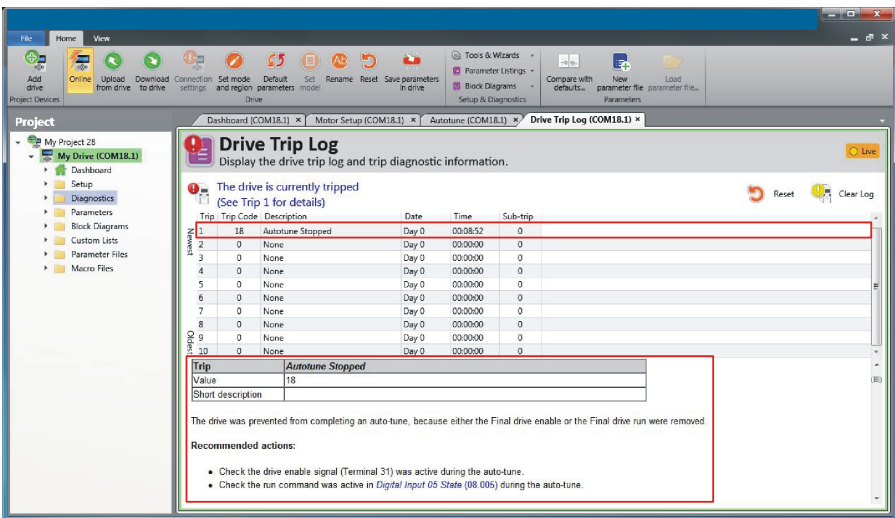 File Home View
Add drive
Online
Upload from drive
Download to drive
Connection settings
Set mode and region
Default parameters
Set model
Rename
Reset
Save parameters in drive
Tools & Wizards
Parameter Listings
Block Diagrams
Compare with defaults...
New parameter file
Load parameter file...
Project Devices
Drive
Setup & Diagnostics
Parameters
Project
My Project 28
My Drive (COM18.1)
Dashboard
Setup
Diagnostics
Parameters
Block Diagrams
Custom Lists
Parameter Files
Macro Files
Dashboard (COM18.1) × Motor Setup (COM18.1) × Autotune (COM18.1) × Drive Trip Log (COM18.1) ×
Drive Trip Log
Display the drive trip log and trip diagnostic information.
Live
The drive is currently tripped
(See Trip 1 for details)
Reset
Clear Log
Trip Trip Code Description Date Time Sub-trip
Newest
1 18 Autotune Stopped Day 0 00:08:52 0
2 0 None Day 0 00:00:00 0
3 0 None Day 0 00:00:00 0
4 0 None Day 0 00:00:00 0
5 0 None Day 0 00:00:00 0
6 0 None Day 0 00:00:00 0
7 0 None Day 0 00:00:00 0
8 0 None Day 0 00:00:00 0
9 0 None Day 0 00:00:00 0
10 0 None Day 0 00:00:00 0
Oldest
Trip Autotune Stopped
Value 18
Short description
The drive was prevented from completing an auto-tune, because either the Final drive enable or the Final drive run were removed.
Recommended actions:
• Check the drive enable signal (Terminal 31) was active during the auto-tune.
• Check the run command was active in Digital Input 05 State (08.005) during the auto-tune.